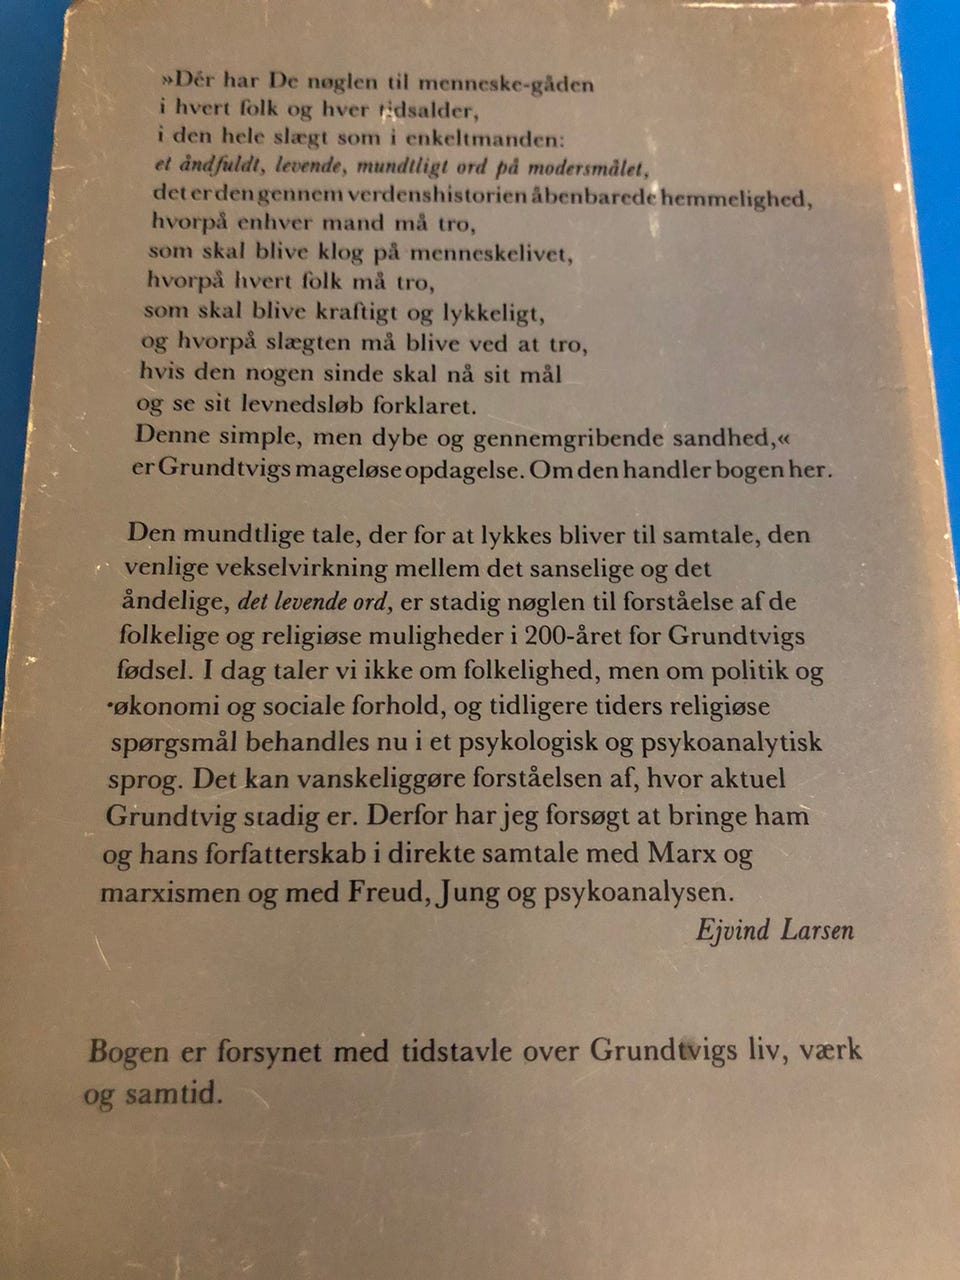 »Dér har De nøglen til menneske-gåden
i hvert folk og hver tidsalder,
i den hele slægt som i enkeltmanden:
et åndfuldt, levende, mundtligt ord på modersmålet,
det er den gennem verdenshistorien åbenbarede hemmelighed,
hvorpå enhver mand må tro,
som skal blive klog på menneskelivet,
hvorpå hvert folk må tro,
som skal blive kraftigt og lykkeligt,
og hvorpå slægten må blive ved at tro,
hvis den nogen sinde skal nå sit mål
og se sit levnedsløb forklaret.
Denne simple, men dybe og gennemgribende sandhed,«
er Grundtvigs mageløse opdagelse. Om den handler bogen her.
Den mundtlige tale, der for at lykkes bliver til samtale, den
venlige vekselvirkning mellem det sanselige og det
åndelige, det levende ord, er stadig nøglen til forståelse af de
folkelige og religiøse muligheder i 200-året for Grundtvigs
fødsel. I dag taler vi ikke om folkelighed, men om politik og
økonomi og sociale forhold, og tidligere tiders religiøse
spørgsmål behandles nu i et psykologisk og psykoanalytisk
sprog. Det kan vanskeliggøre forståelsen af, hvor aktuel
Grundtvig stadig er. Derfor har jeg forsøgt at bringe ham
og hans forfatterskab i direkte samtale med Marx og
marxismen og med Freud, Jung og psykoanalysen.
Ejvind Larsen
Bogen er forsynet med tidstavle over Grundtvigs liv, værk
og samtid.